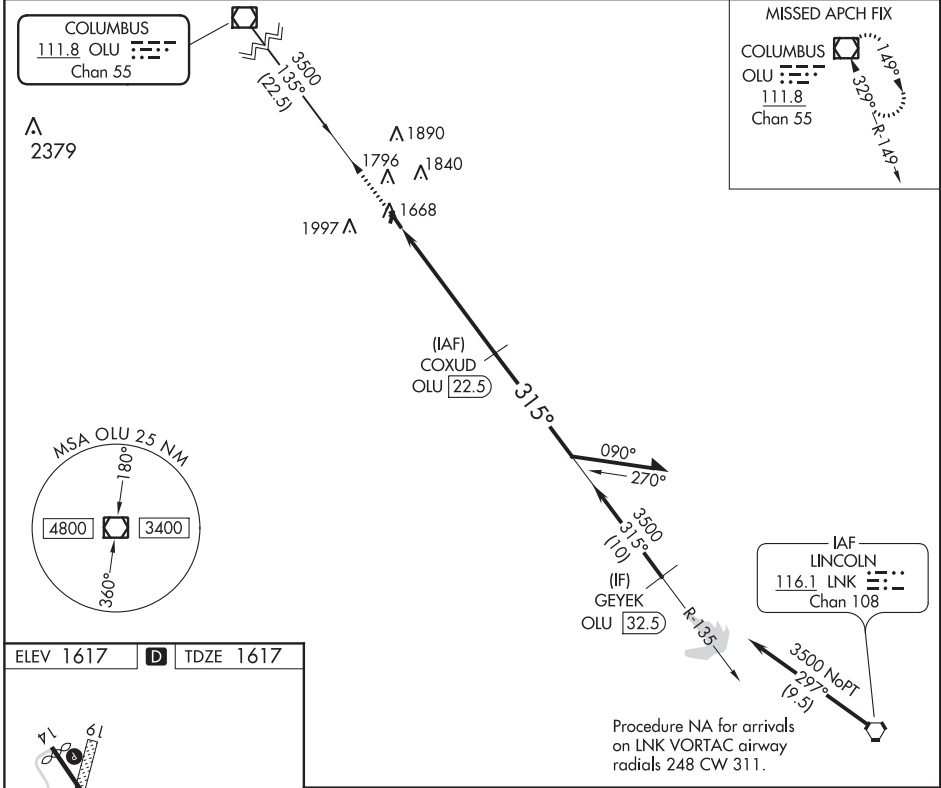 COLUMBUS
111.8 OLU
Chan 55
3500
135°
(22.5)
MISSED APCH FIX
COLUMBUS
OLU
111.8
Chan 55
149°
329°
R-149
2379
1890
1796
1840
1668
1997
(IAF)
COXUD
OLU 22.5
315°
090°
270°
3500
315°
(10)
(IF)
GEYEK
OLU 32.5
R-135
IAF
LINCOLN
116.1 LNK
Chan 108
3500 NoPT
297°
(9.5)
Procedure NA for arrivals
on LNK VORTAC airway
radials 248 CW 311.
MSA OLU 25 NM
180°
4800
3400
360°
ELEV 1617 D TDZE 1617
14
19
P